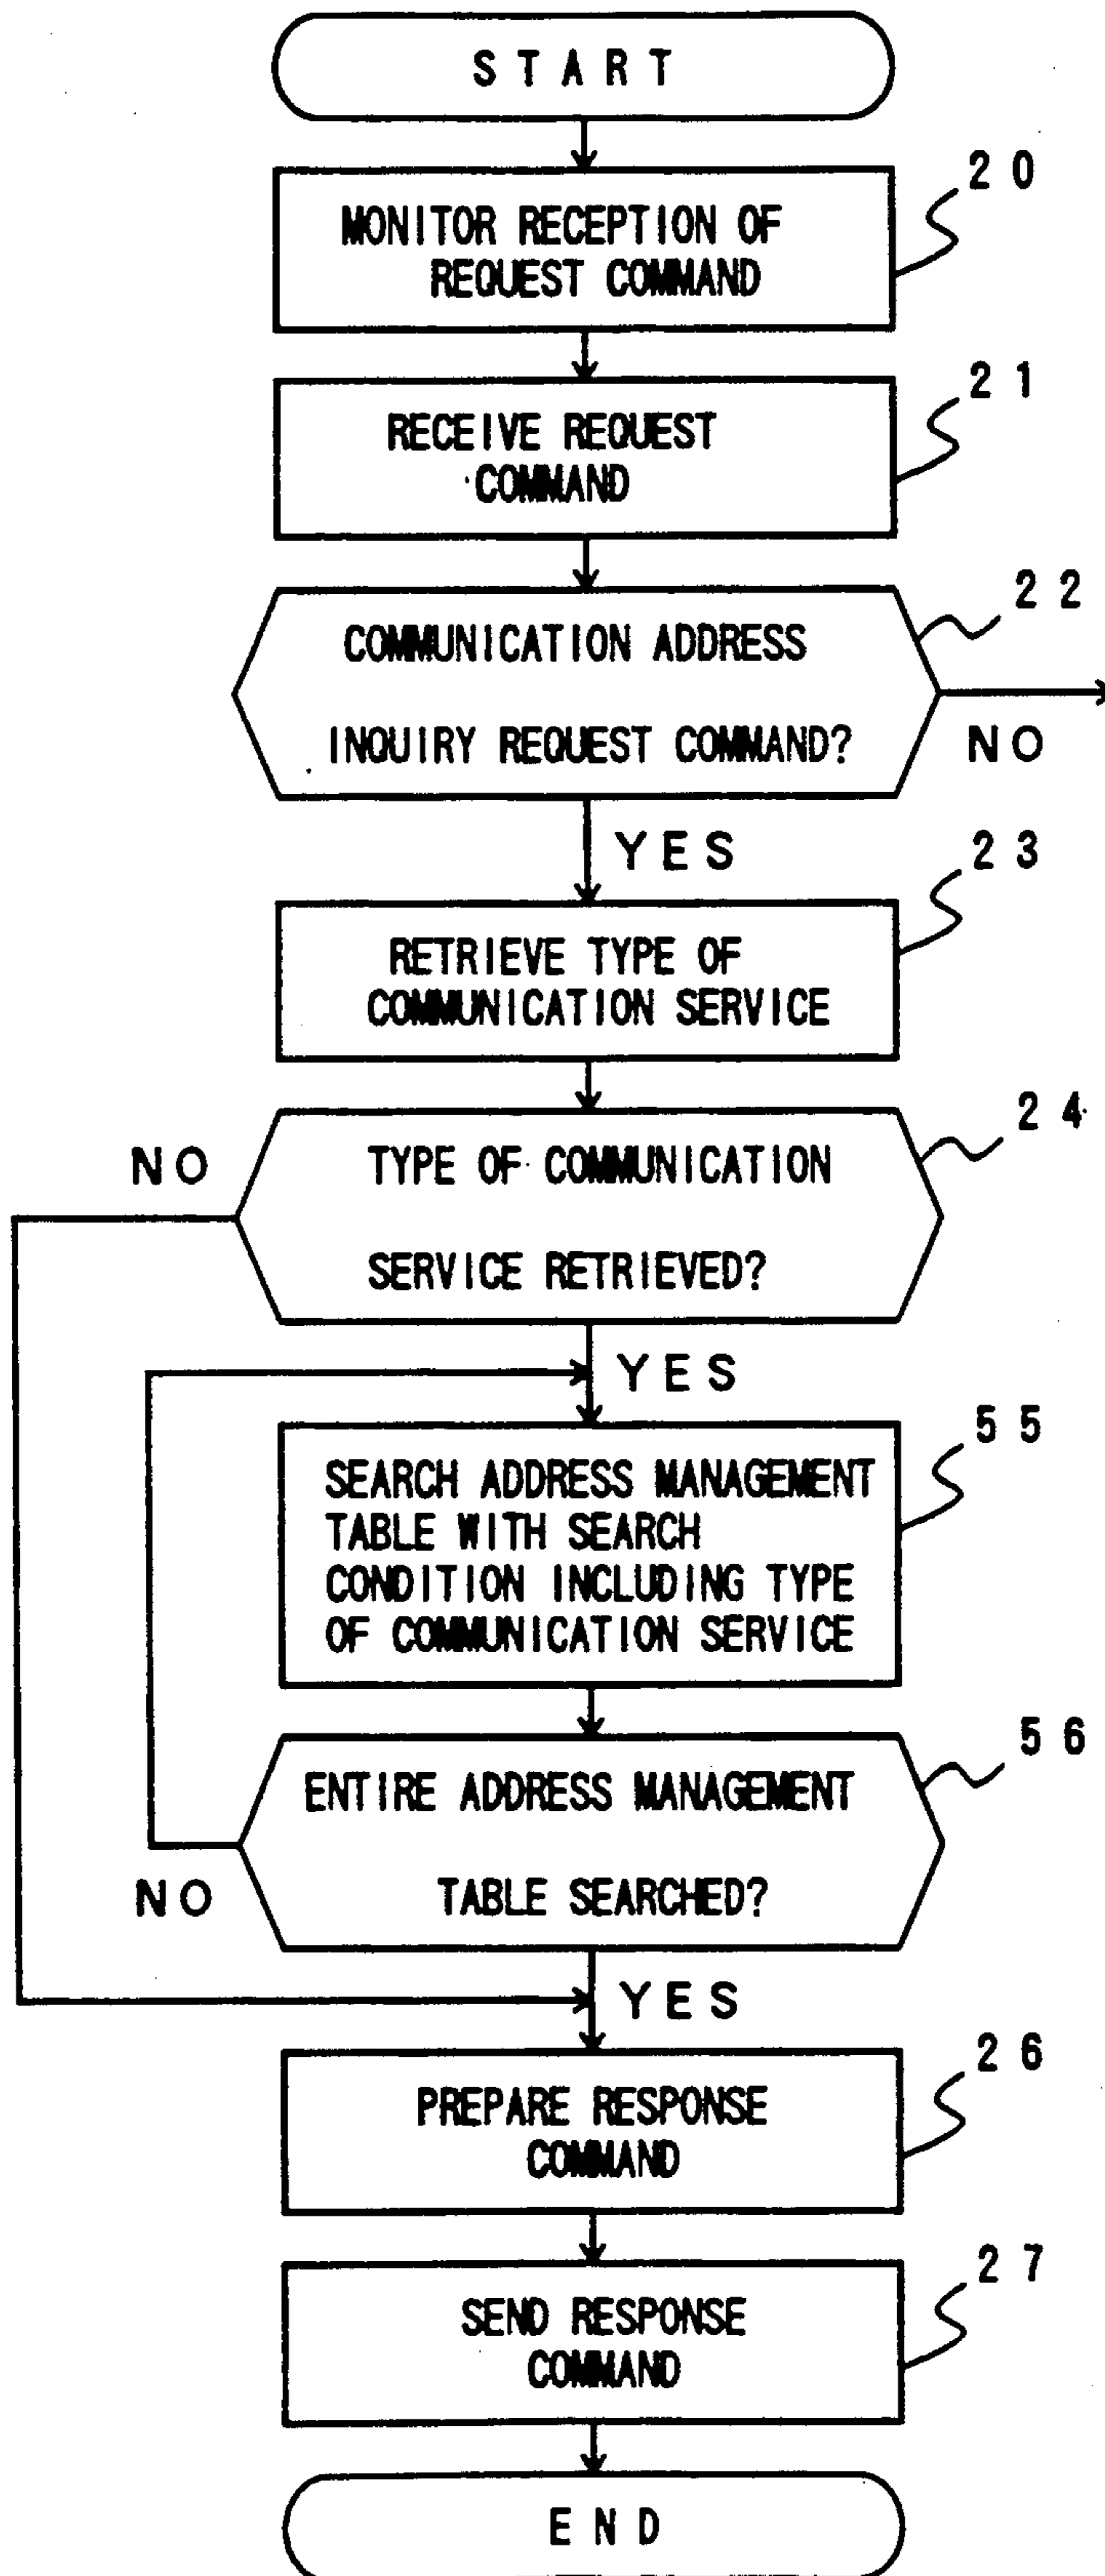 START
20
MONITOR RECEPTION OF
REQUEST COMMAND
21
RECEIVE REQUEST
COMMAND
22
COMMUNICATION ADDRESS
INQUIRY REQUEST COMMAND?
NO
YES
23
RETRIEVE TYPE OF
COMMUNICATION SERVICE
24
NO
TYPE OF COMMUNICATION
SERVICE RETRIEVED?
YES
55
SEARCH ADDRESS MANAGEMENT
TABLE WITH SEARCH
CONDITION INCLUDING TYPE
OF COMMUNICATION SERVICE
56
ENTIRE ADDRESS MANAGEMENT
TABLE SEARCHED?
NO
YES
26
PREPARE RESPONSE
COMMAND
27
SEND RESPONSE
COMMAND
END